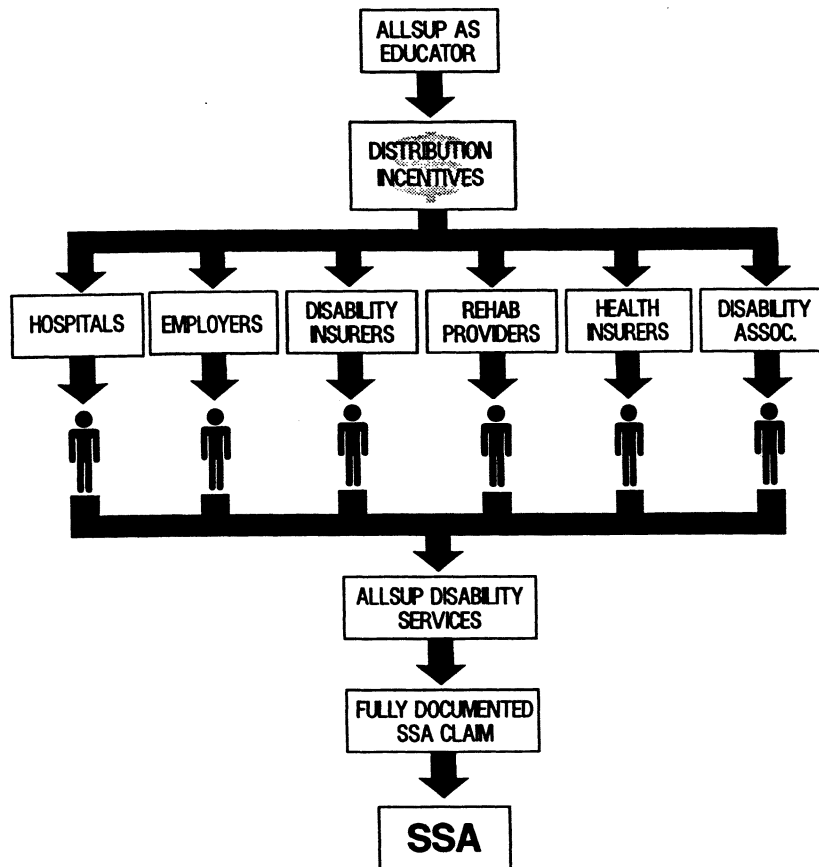 ALLSUP AS
EDUCATOR
DISTRIBUTION
INCENTIVES
HOSPITALS
EMPLOYERS
DISABILITY
INSURERS
REHAB
PROVIDERS
HEALTH
INSURERS
DISABILITY
ASSOC.
ALLSUP DISABILITY
SERVICES
FULLY DOCUMENTED
SSA CLAIM
SSA